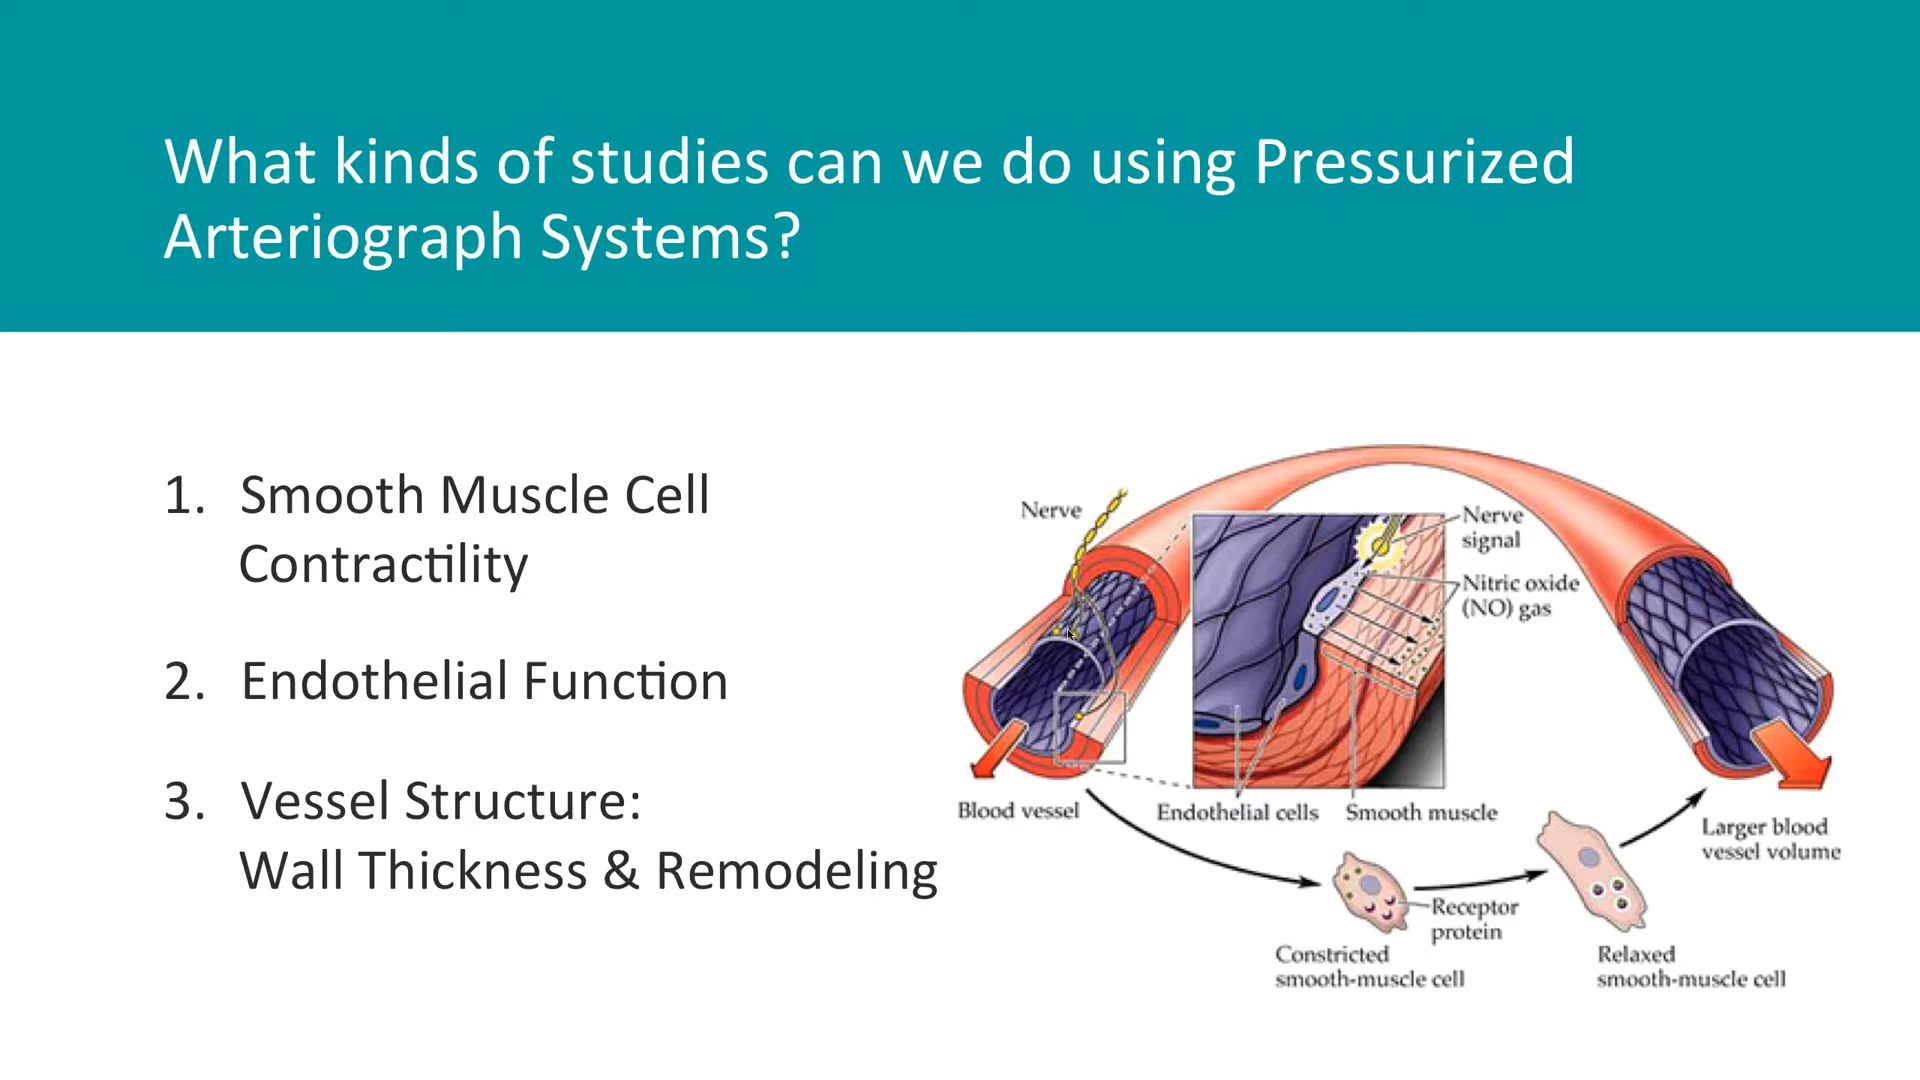 What kinds of studies can we do using Pressurized
Arteriograph Systems?
1. Smooth Muscle Cell
Contractility
2. Endothelial Function
3. Vessel Structure:
Wall Thickness & Remodeling
Nerve
Nerve
signal
Nitric oxide
(NO) gas
Blood vessel
Endothelial cells
Smooth muscle
Larger blood
vessel volume
Receptor
protein
Constricted
smooth-muscle cell
Relaxed
smooth-muscle cell